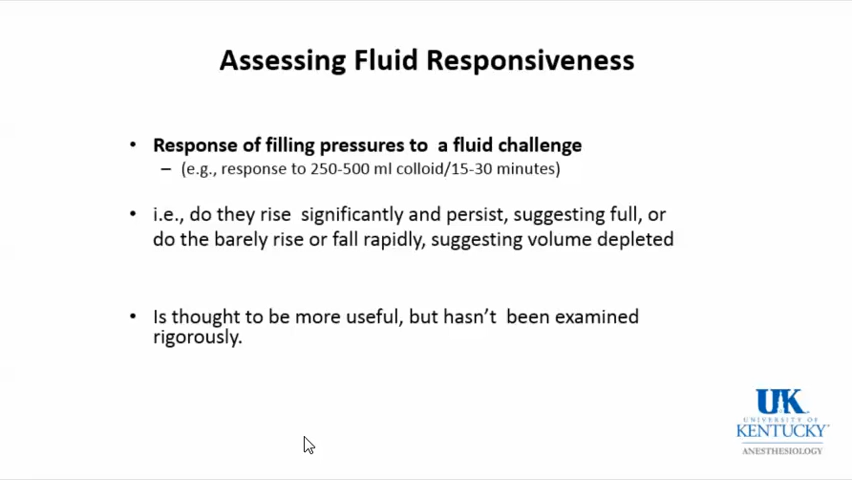 Assessing Fluid Responsiveness
• Response of filling pressures to a fluid challenge
– (e.g., response to 250-500 ml colloid/15-30 minutes)
• i.e., do they rise significantly and persist, suggesting full, or
do the barely rise or fall rapidly, suggesting volume depleted
• Is thought to be more useful, but hasn't been examined
rigorously.
UK
UNIVERSITY OF
KENTUCKY
ANESTHESIOLOGY